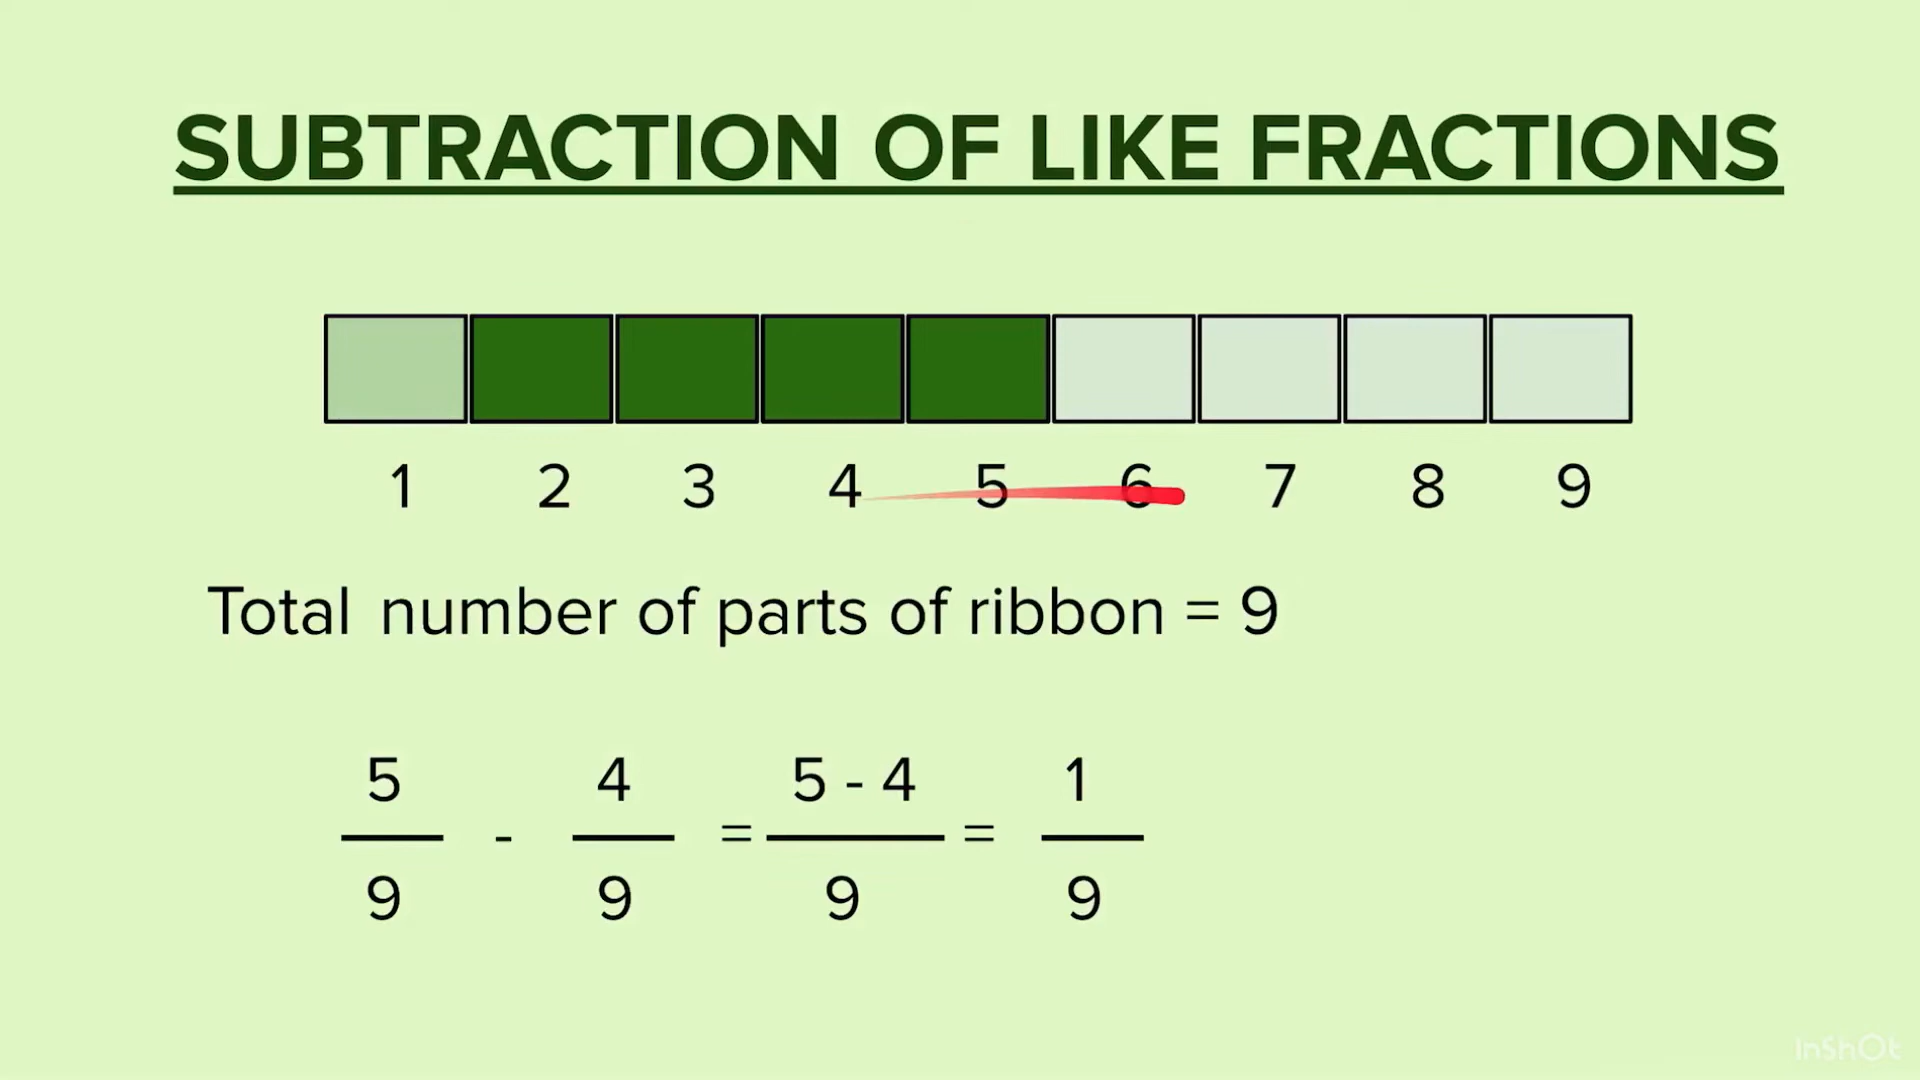 SUBTRACTION OF LIKE FRACTIONS
1 2 3 4 5 6 7 8 9
Total number of parts of ribbon = 9
5 4 5 - 4 1
- = =
9 9 9 9
InShOt